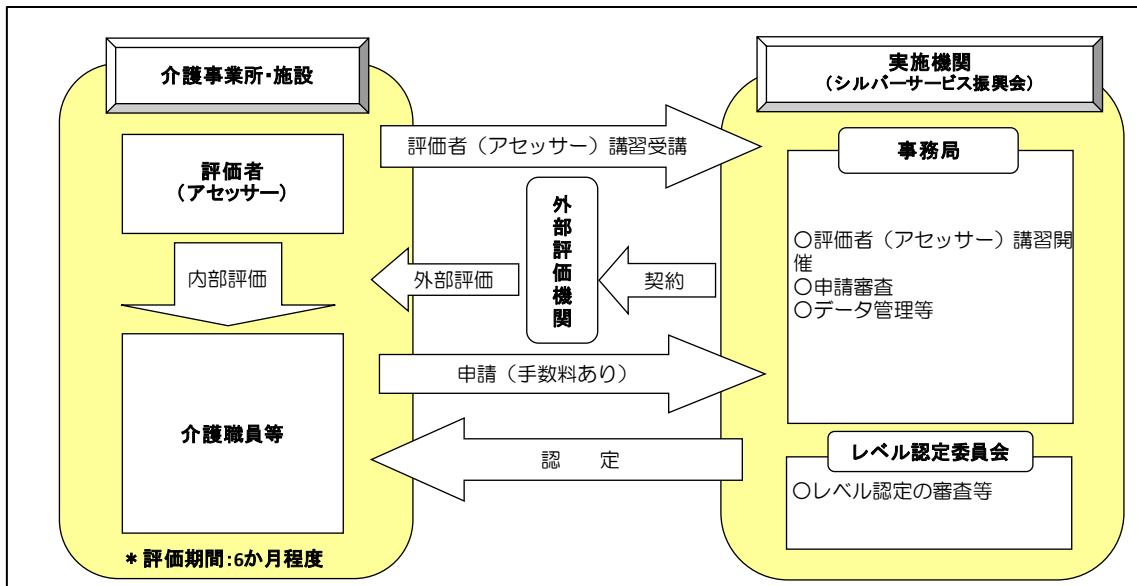 介護事業所・施設
評価者
（アセッサー）
内部評価
介護職員等
＊評価期間：6か月程度
評価者（アセッサー）講習受講
外部評価機関
外部評価
契約
申請（手数料あり）
認　定
実施機関
（シルバーサービス振興会）
事務局
○評価者（アセッサー）講習開
催
○申請審査
○データ管理等
レベル認定委員会
○レベル認定の審査等